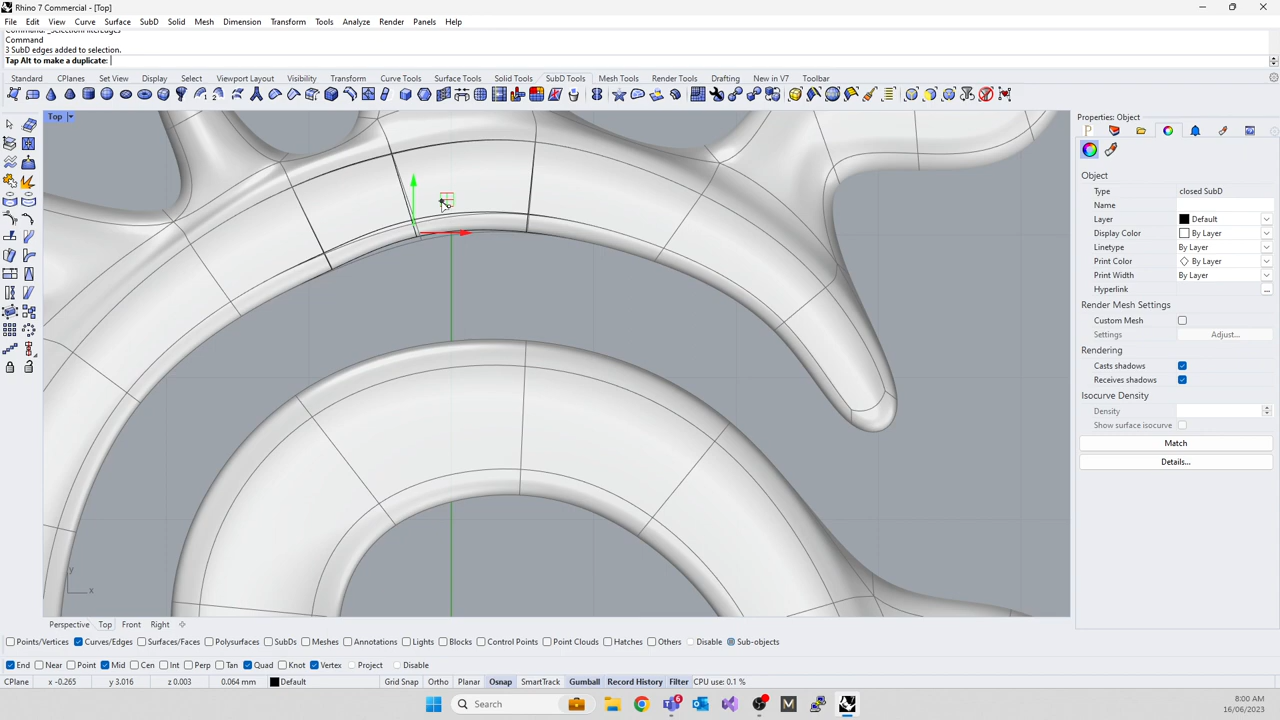 Rhino 7 Commercial - [Top]
File Edit View Curve Surface SubD Solid Mesh Dimension Transform Tools Analyze Render Panels Help
Command: _SelectionFilterEdges
Command
3 SubD edges added to selection.
Tap Alt to make a duplicate:
Standard CPlanes Set View Display Select Viewport Layout Visibility Transform Curve Tools Surface Tools Solid Tools SubD Tools Mesh Tools Render Tools Drafting New in V7 Toolbar
Top
Properties: Object
Object
Type closed SubD
Name
Layer Default
Display Color By Layer
Linetype By Layer
Print Color By Layer
Print Width By Layer
Hyperlink ...
Render Mesh Settings
Custom Mesh
Settings Adjust...
Rendering
Casts shadows
Receives shadows
Isocurve Density
Density
Show surface isocurve
Match
Details...
y
x
Perspective Top Front Right
Points/Vertices Curves/Edges Surfaces/Faces Polysurfaces SubDs Meshes Annotations Lights Blocks Control Points Point Clouds Hatches Others Disable Sub-objects
End Near Point Mid Cen Int Perp Tan Quad Knot Vertex Project Disable
CPlane x -0.265 y 3.016 z 0.003 0.064 mm Default Grid Snap Ortho Planar Osnap SmartTrack Gumball Record History Filter CPU use: 0.1 %
Search 6 8:00 AM
16/06/2023